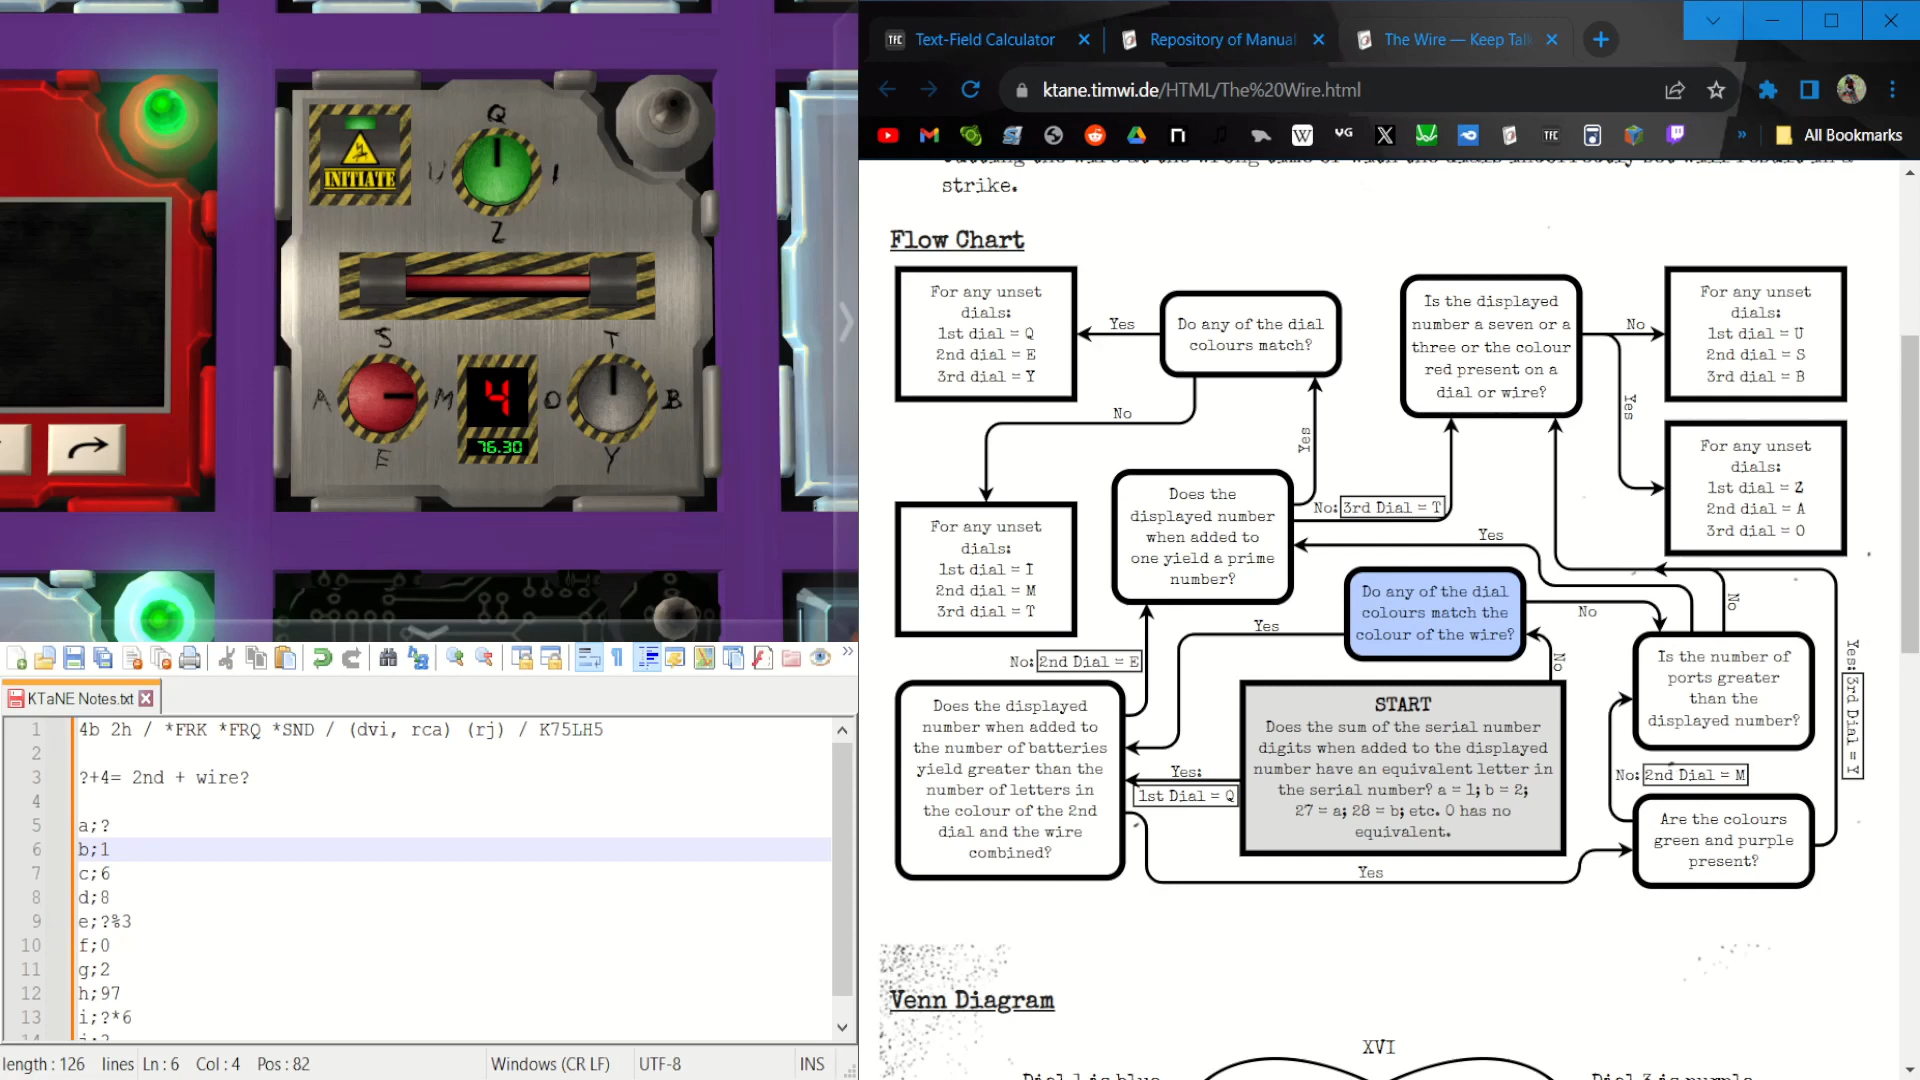 INITIATE
Q
U
I
Z
S
A
M
E
4
76.30
T
O
B
Y
KTaNE Notes.txt
1 4b 2h / *FRK *FRQ *SND / (dvi, rca) (rj) / K75LH5
2
3 ?+4= 2nd + wire?
4
5 a;?
6 b;1
7 c;6
8 d;8
9 e;?%3
10 f;0
11 g;2
12 h;97
13 i;?*6
length : 126 lines Ln : 6 Col : 4 Pos : 82 Windows (CR LF) UTF-8 INS
TFC Text-Field Calculator
Repository of Manual
The Wire — Keep Talk
ktane.timwi.de/HTML/The%20Wire.html
W
VG
X
TFC
»
All Bookmarks
strike.
Flow Chart
For any unset
dials:
1st dial = Q
2nd dial = E
3rd dial = Y
Yes
Do any of the dial
colours match?
No
Is the displayed
number a seven or a
three or the colour
red present on a
dial or wire?
No
Yes
For any unset
dials:
1st dial = U
2nd dial = S
3rd dial = B
For any unset
dials:
1st dial = Z
2nd dial = A
3rd dial = O
For any unset
dials:
1st dial = I
2nd dial = M
3rd dial = T
Does the
displayed number
when added to
one yield a prime
number?
Yes
No: 3rd Dial = T
Yes
Do any of the dial
colours match the
colour of the wire?
No
Yes
No
No
Is the number of
ports greater
than the
displayed number?
No: 2nd Dial = E
Does the displayed
number when added to
the number of batteries
yield greater than the
number of letters in
the colour of the 2nd
dial and the wire
combined?
Yes:
1st Dial = Q
START
Does the sum of the serial number
digits when added to the displayed
number have an equivalent letter in
the serial number? a = 1; b = 2;
27 = a; 28 = b; etc. 0 has no
equivalent.
Yes
No: 2nd Dial = M
Are the colours
green and purple
present?
Yes: 3rd Dial = Y
Venn Diagram
XVI